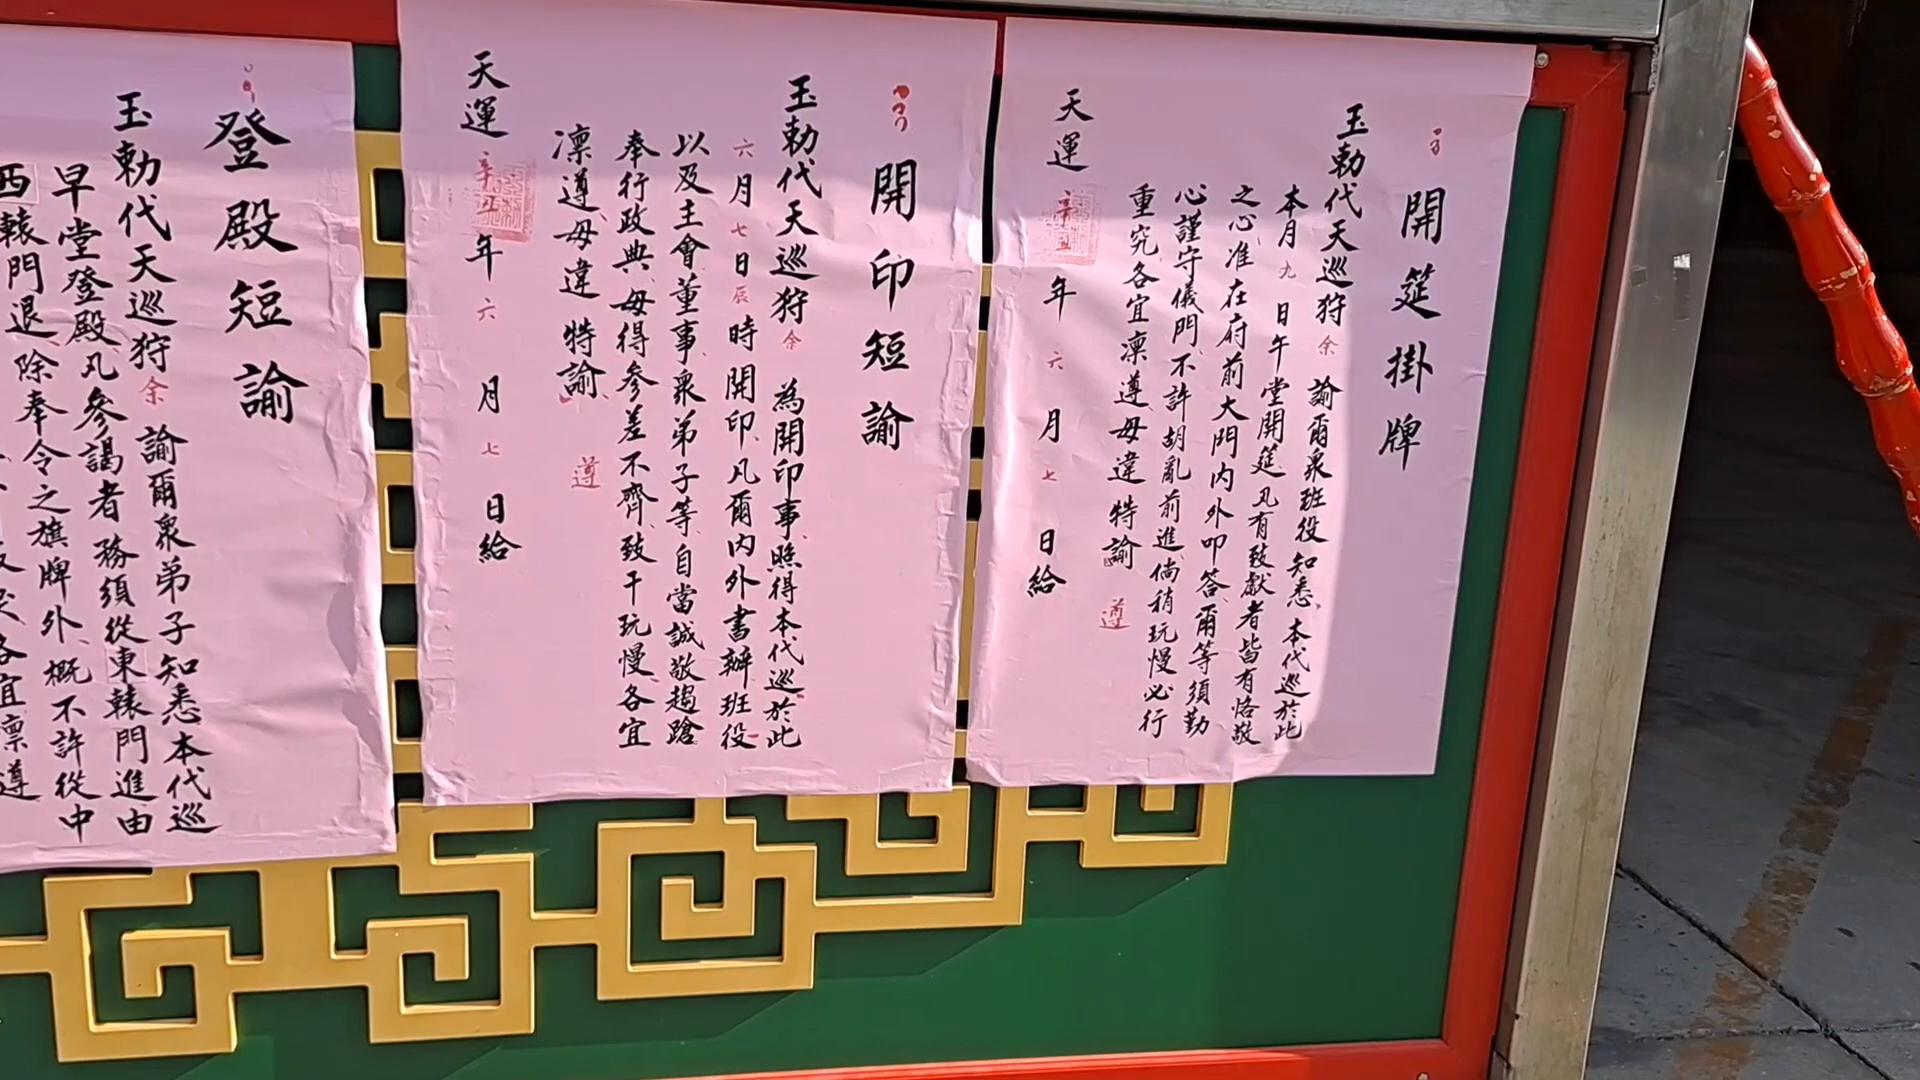 開筵掛牌
玉勅代天巡狩余 諭爾衆班役知悉本代巡於此
本月九日午堂開筵凡有致獻者皆有恪敬
之心准在府前大門內外叩答爾等須勤
心謹守儀門不許胡亂前進倘稍玩慢必行
重究各宜凛遵毋違特諭 遵
天運辛丑年六月七日給
開印短諭
玉勅代天巡狩余 為開印事照得本代巡於此
六月七日辰時開印凡爾內外書辦班役
以及主會董事衆弟子等自當誠敬趨蹌
奉行政典毋得參差不齊致干玩慢各宜
凛遵毋違特諭 遵
天運辛丑年六月七日給
登殿短諭
玉勅代天巡狩余 諭爾衆弟子知悉本代巡
早堂登殿凡參謁者務須從東轅門進由
西轅門退除奉令之旗牌外概不許從中
各宜凛遵